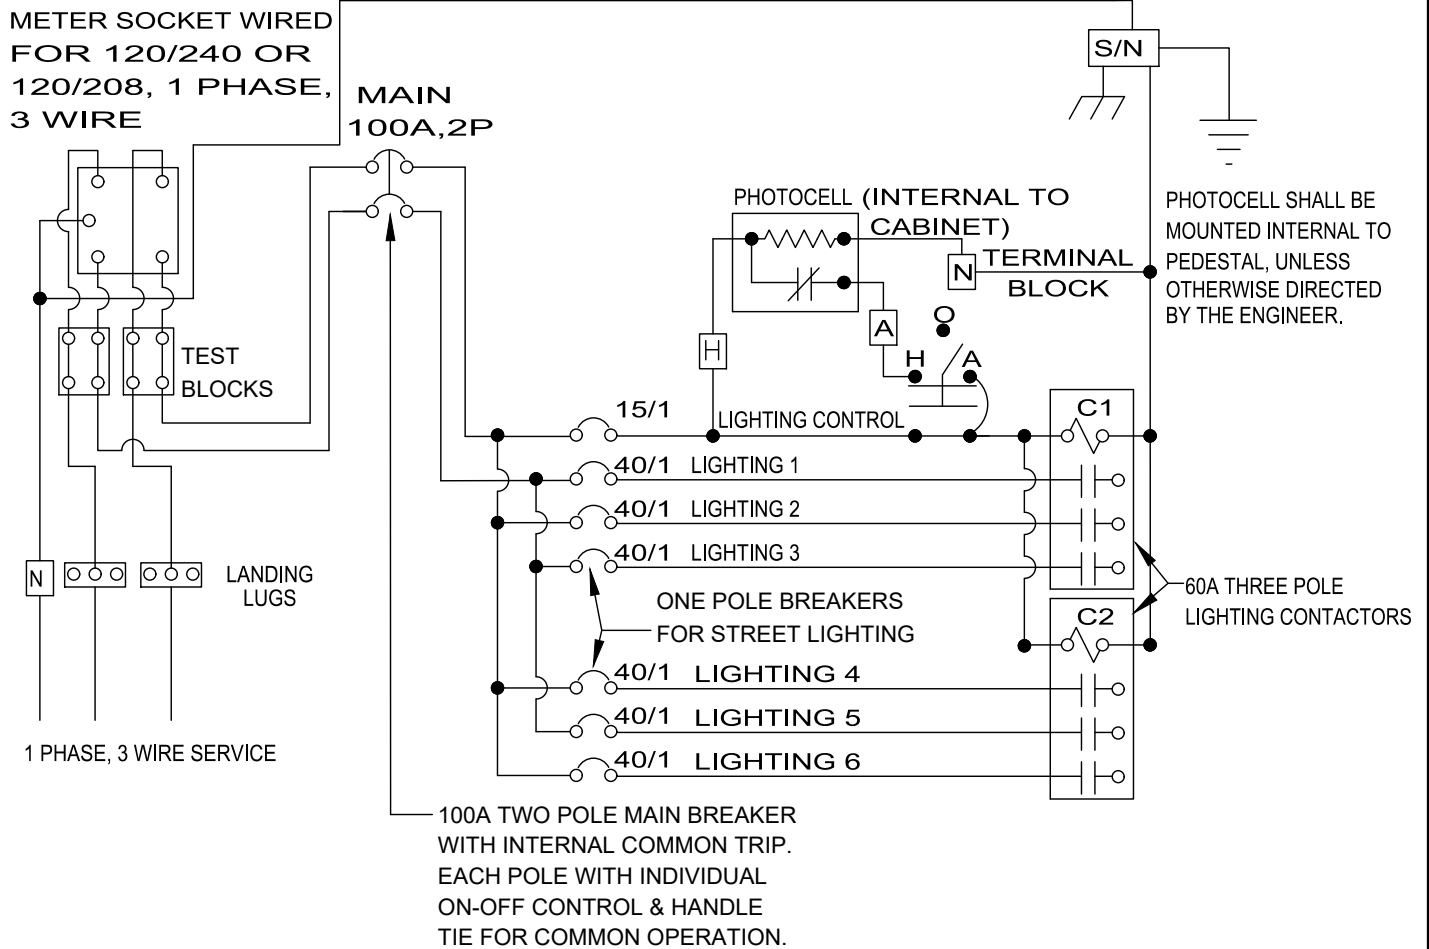 METER SOCKET WIRED
FOR 120/240 OR
120/208, 1 PHASE,
3 WIRE
MAIN
100A,2P
S/N
PHOTOCELL (INTERNAL TO
CABINET)
PHOTOCELL SHALL BE
MOUNTED INTERNAL TO
PEDESTAL, UNLESS
OTHERWISE DIRECTED
BY THE ENGINEER.
N
TERMINAL
BLOCK
A
O
H
H
A
TEST
BLOCKS
15/1
LIGHTING CONTROL
C1
40/1 LIGHTING 1
40/1 LIGHTING 2
40/1 LIGHTING 3
N
LANDING
LUGS
ONE POLE BREAKERS
FOR STREET LIGHTING
60A THREE POLE
LIGHTING CONTACTORS
C2
40/1 LIGHTING 4
40/1 LIGHTING 5
40/1 LIGHTING 6
1 PHASE, 3 WIRE SERVICE
100A TWO POLE MAIN BREAKER
WITH INTERNAL COMMON TRIP.
EACH POLE WITH INDIVIDUAL
ON-OFF CONTROL & HANDLE
TIE FOR COMMON OPERATION.